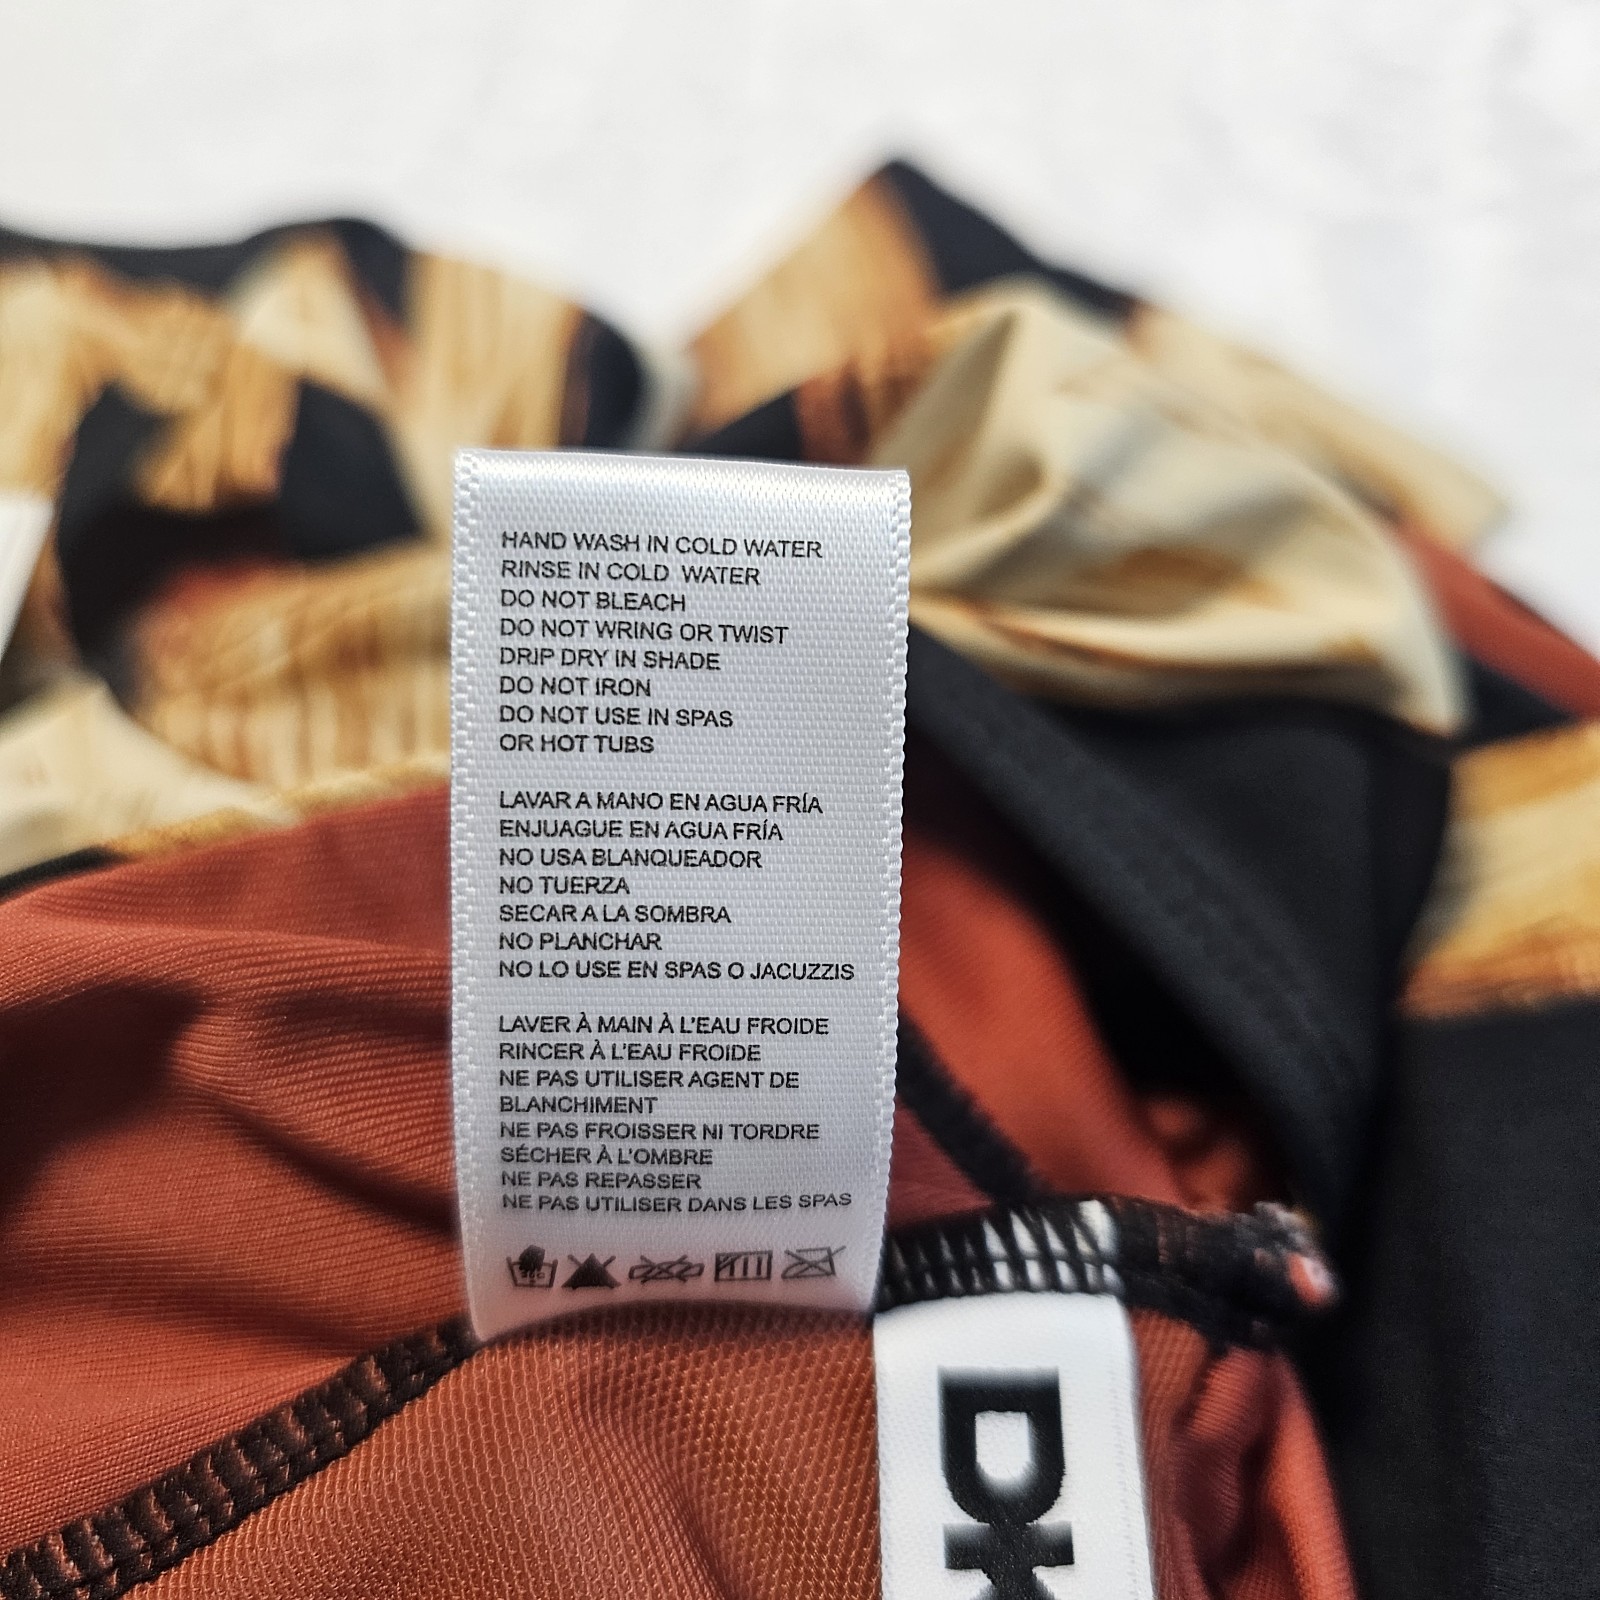 HAND WASH IN COLD WATER
RINSE IN COLD WATER
DO NOT BLEACH
DO NOT WRING OR TWIST
DRIP DRY IN SHADE
DO NOT IRON
DO NOT USE IN SPAS
OR HOT TUBS
LAVAR A MANO EN AGUA FRÍA
ENJUAGUE EN AGUA FRÍA
NO USA BLANQUEADOR
NO TUERZA
SECAR A LA SOMBRA
NO PLANCHAR
NO LO USE EN SPAS O JACUZZIS
LAVER À MAIN À L'EAU FROIDE
RINCER À L'EAU FROIDE
NE PAS UTILISER AGENT DE
BLANCHIMENT
NE PAS FROISSER NI TORDRE
SÉCHER À L'OMBRE
NE PAS REPASSER
NE PAS UTILISER DANS LES SPAS
DK